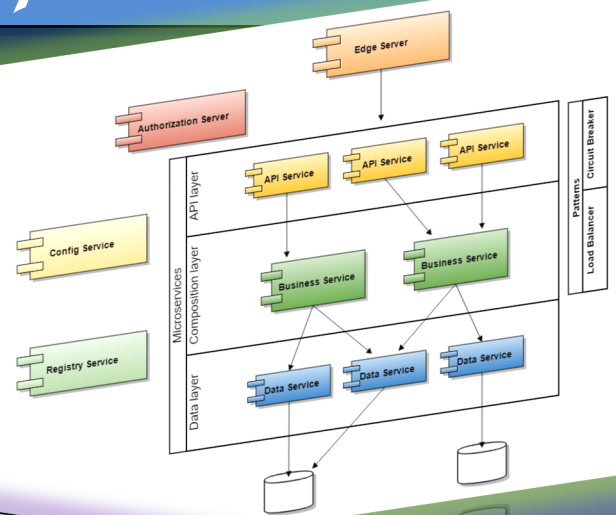 Edge Server
Authorization Server
API Service
API Service
API Service
Config Service
Business Service
Business Service
Registry Service
Data Service
Data Service
Data Service
Microservices
API layer
Composition layer
Data layer
Patterns
Circuit Breaker
Load Balancer